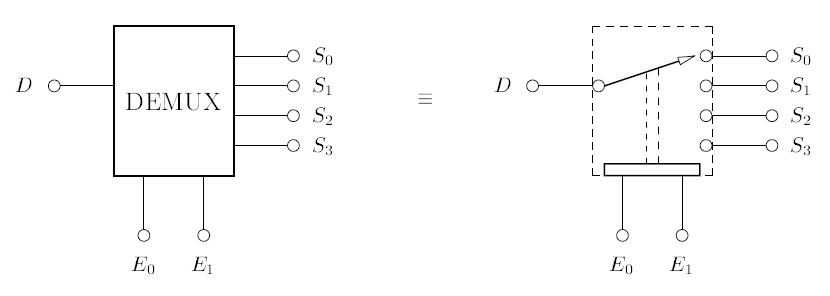 S₀ S₀
D DEMUX S₁ ≡ D S₁
S₂ S₂
S₃ S₃
E₀ E₁ E₀ E₁